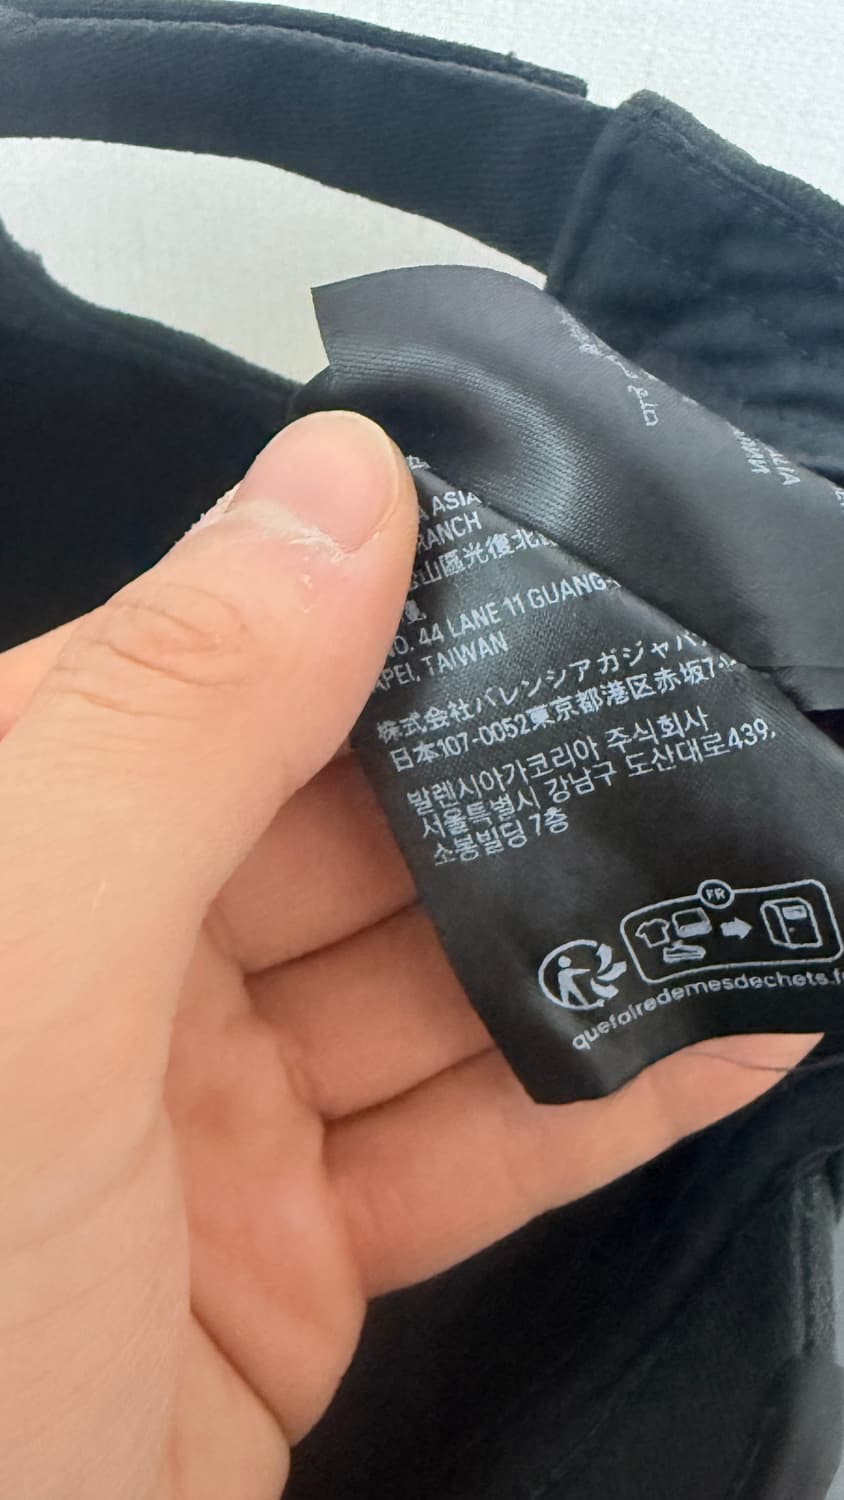 ASIA
RANCH
山區光復北
NO. 44 LANE 11 GUANG-
APEI, TAIWAN
株式会社バレンシアガジャパン
日本107-0052東京都港区赤坂7-
발렌시아가코리아 주식회사
서울특별시 강남구 도산대로439,
소봉빌딩 7층
FR
quefairedemesdechets.fr